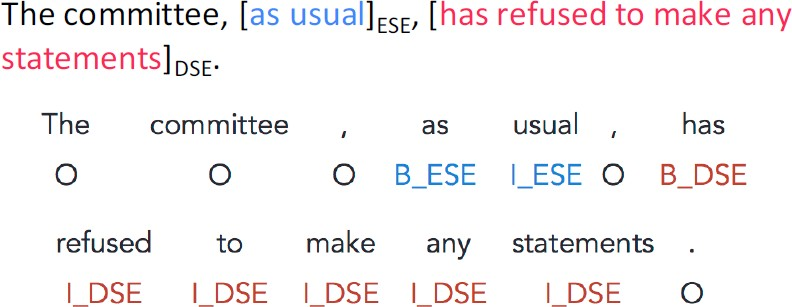 The committee, [as usual]ESE, [has refused to make any
statements]DSE.
The committee , as usual , has
O O O B_ESE I_ESE O B_DSE
refused to make any statements .
I_DSE I_DSE I_DSE I_DSE I_DSE O